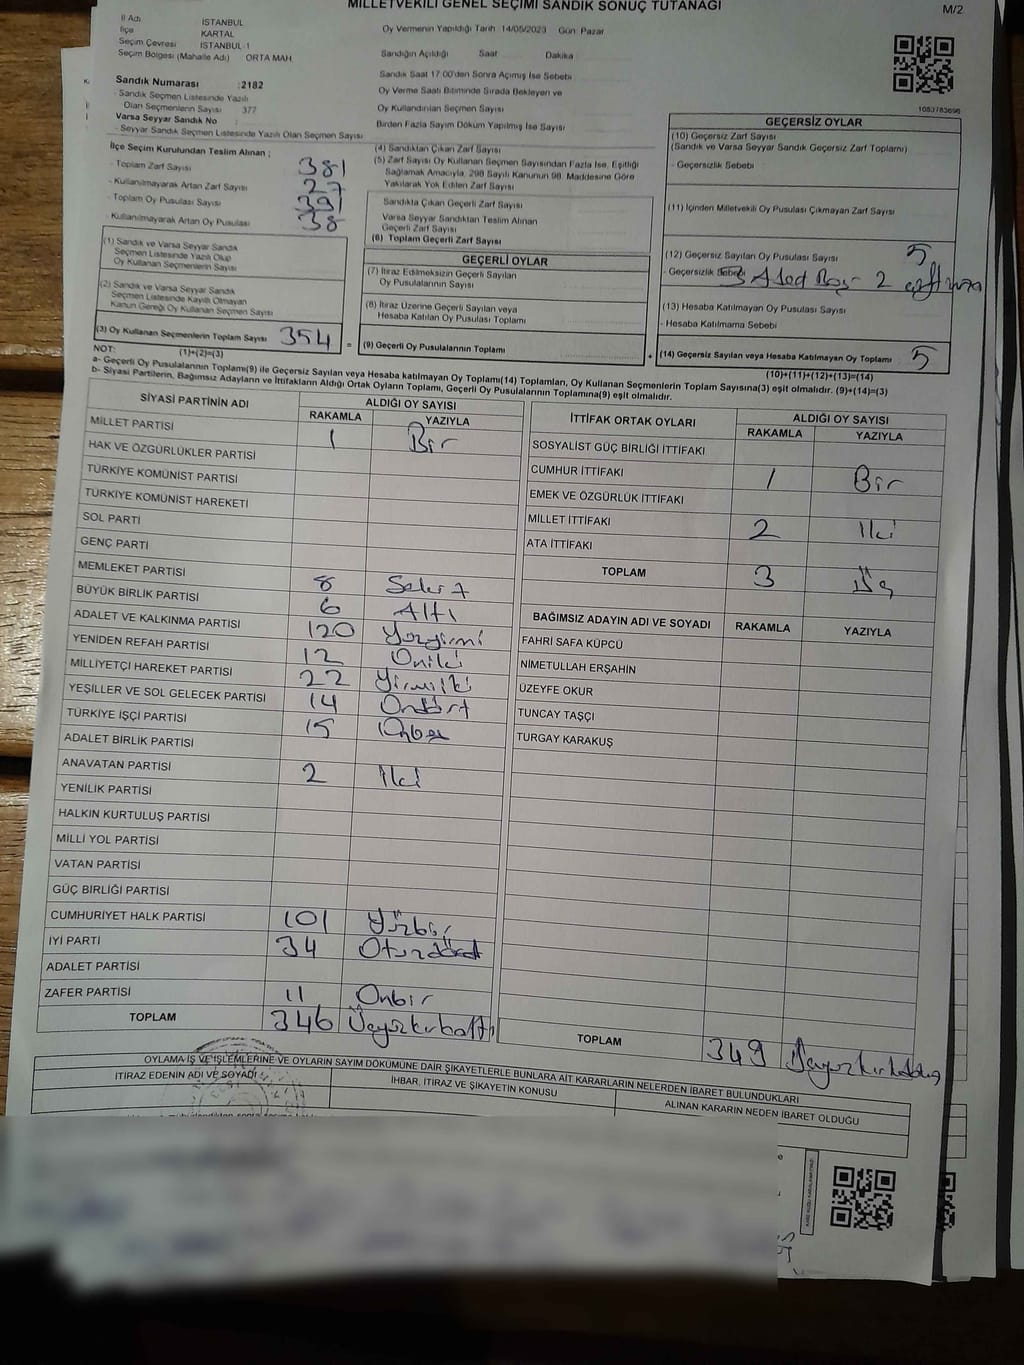 MİLLETVEKİLİ GENEL SEÇİMİ SANDIK SONUÇ TUTANAĞI
M/2
İl Adı İSTANBUL
İlçe KARTAL
Seçim Çevresi İSTANBUL 1
Seçim Bölgesi (Mahalle Adı) ORTA MAH.
Sandık Numarası :2182
- Sandık Seçmen Listesinde Yazılı
Olan Seçmenlerin Sayısı 377
Varsa Seyyar Sandık No
- Seyyar Sandık Seçmen Listesinde Yazılı Olan Seçmen Sayısı
Oy Vermenin Yapıldığı Tarih :14/05/2023 Gün: Pazar
Sandığın Açıldığı Saat Dakika
Sandık Saat 17:00'den Sonra Açılmış İse Sebebi
Oy Verme Saati Bitiminde Sırada Bekleyen ve
Oy Kullandırılan Seçmen Sayısı
Birden Fazla Sayım Döküm Yapılmış İse Sayısı
1053783656
İlçe Seçim Kurulundan Teslim Alınan ;
- Toplam Zarf Sayısı 381
- Kullanılmayarak Artan Zarf Sayısı 27
- Toplam Oy Pusulası Sayısı 391
- Kullanılmayarak Artan Oy Pusulası 38
(1) Sandık ve Varsa Seyyar Sandık
Seçmen Listesinde Yazılı Olup
Oy Kullanan Seçmenlerin Sayısı
(2) Sandık ve Varsa Seyyar Sandık
Seçmen Listesinde Kayıtlı Olmayan
Kanun Gereği Oy Kullanan Seçmen Sayısı
(3) Oy Kullanan Seçmenlerin Toplam Sayısı 354
(1)+(2)=(3)
(4) Sandıktan Çıkan Zarf Sayısı
(5) Zarf Sayısı Oy Kullanan Seçmen Sayısından Fazla İse, Eşitliği
Sağlamak Amacıyla, 298 Sayılı Kanunun 98. Maddesine Göre
Yakılarak Yok Edilen Zarf Sayısı
Sandıkta Çıkan Geçerli Zarf Sayısı
Varsa Seyyar Sandıktan Teslim Alınan
Geçerli Zarf Sayısı
(6) Toplam Geçerli Zarf Sayısı
GEÇERLİ OYLAR
(7) İtiraz Edilmeksizin Geçerli Sayılan
Oy Pusulalarının Sayısı
(8) İtiraz Üzerine Geçerli Sayılan veya
Hesaba Katılan Oy Pusulası Toplamı
= (9) Geçerli Oy Pusulalarının Toplamı
GEÇERSİZ OYLAR
(10) Geçersiz Zarf Sayısı
(Sandık ve Varsa Seyyar Sandık Geçersiz Zarf Toplamı)
- Geçersizlik Sebebi
(11) İçinden Milletvekili Oy Pusulası Çıkmayan Zarf Sayısı
(12) Geçersiz Sayılan Oy Pusulası Sayısı 5
- Geçersizlik Sebebi 3 Adet Boş 2
(13) Hesaba Katılmayan Oy Pusulası Sayısı
- Hesaba Katılmama Sebebi
+ (14) Geçersiz Sayılan veya Hesaba Katılmayan Oy Toplamı 5
(10)+(11)+(12)+(13)=(14)
NOT:
a- Geçerli Oy Pusulalarının Toplamı(9) ile Geçersiz Sayılan veya Hesaba katılmayan Oy Toplamı(14) Toplamları, Oy Kullanan Seçmenlerin Toplam Sayısına(3) eşit olmalıdır. (9)+(14)=(3)
b- Siyasi Partilerin, Bağımsız Adayların ve İttifakların Aldığı Ortak Oyların Toplamı, Geçerli Oy Pusulalarının Toplamına(9) eşit olmalıdır.
SİYASİ PARTİNİN ADI ALDIĞI OY SAYISI
RAKAMLA YAZIYLA
MİLLET PARTİSİ 1 Bir
HAK VE ÖZGÜRLÜKLER PARTİSİ
TÜRKİYE KOMÜNİST PARTİSİ
TÜRKİYE KOMÜNİST HAREKETİ
SOL PARTİ
GENÇ PARTİ
MEMLEKET PARTİSİ 8 Sekiz
BÜYÜK BİRLİK PARTİSİ 6 Altı
ADALET VE KALKINMA PARTİSİ 120 Yüzyirmi
YENİDEN REFAH PARTİSİ 12 Oniki
MİLLİYETÇİ HAREKET PARTİSİ 22 Yirmiiki
YEŞİLLER VE SOL GELECEK PARTİSİ 14 Ondört
TÜRKİYE İŞÇİ PARTİSİ 15 Onbeş
ADALET BİRLİK PARTİSİ
ANAVATAN PARTİSİ 2 İki
YENİLİK PARTİSİ
HALKIN KURTULUŞ PARTİSİ
MİLLİ YOL PARTİSİ
VATAN PARTİSİ
GÜÇ BİRLİĞİ PARTİSİ
CUMHURİYET HALK PARTİSİ 101 Yüzbir
İYİ PARTİ 34 Otuzdört
ADALET PARTİSİ
ZAFER PARTİSİ 11 Onbir
TOPLAM 346 Üçyüzkırkaltı
İTTİFAK ORTAK OYLARI ALDIĞI OY SAYISI
RAKAMLA YAZIYLA
SOSYALİST GÜÇ BİRLİĞİ İTTİFAKI
CUMHUR İTTİFAKI 1 Bir
EMEK VE ÖZGÜRLÜK İTTİFAKI
MİLLET İTTİFAKI 2 İki
ATA İTTİFAKI
TOPLAM 3 Üç
BAĞIMSIZ ADAYIN ADI VE SOYADI RAKAMLA YAZIYLA
FAHRİ SAFA KÜPCÜ
NİMETULLAH ERŞAHİN
ÜZEYFE OKUR
TUNCAY TAŞÇI
TURGAY KARAKUŞ
TOPLAM 349 Üçyüzkırkdokuz
OYLAMA İŞ VE İŞLEMLERİNE VE OYLARIN SAYIM DÖKÜMÜNE DAİR ŞİKAYETLERLE BUNLARA AİT KARARLARIN NELERDEN İBARET BULUNDUKLARI
İTİRAZ EDENİN ADI VE SOYADI İHBAR, İTİRAZ VE ŞİKAYETİN KONUSU ALINAN KARARIN NEDEN İBARET OLDUĞU